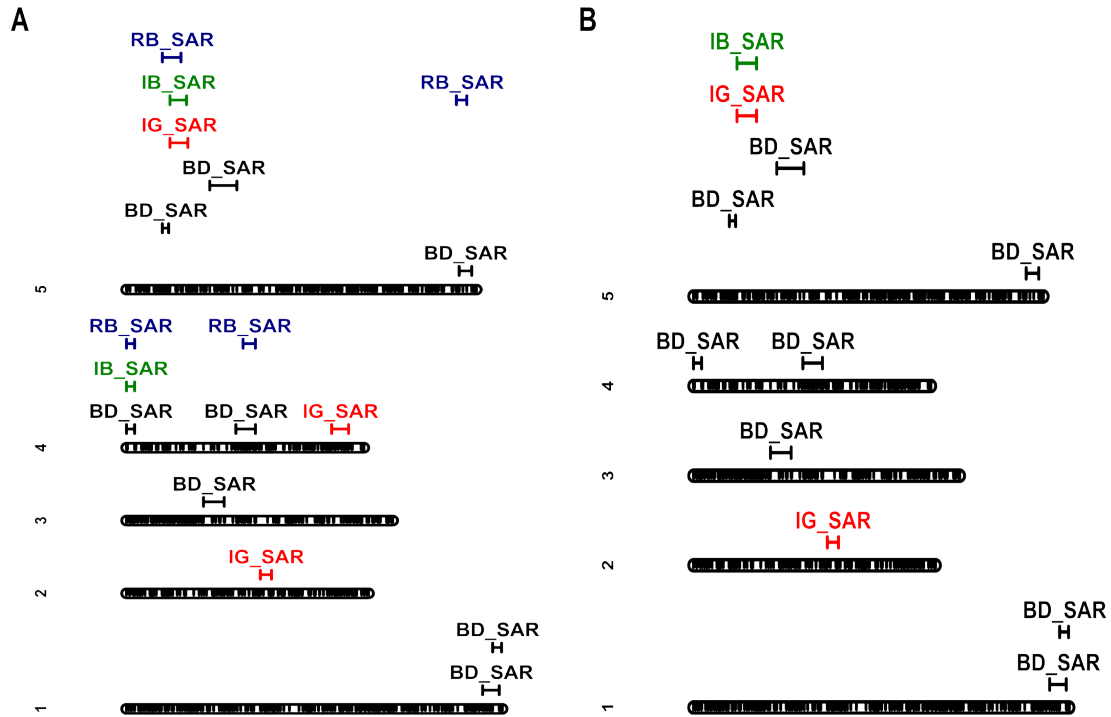 A
RB_SAR
IB_SAR RB_SAR
IG_SAR
BD_SAR
BD_SAR
BD_SAR
5
RB_SAR RB_SAR
IB_SAR
BD_SAR BD_SAR IG_SAR
4
BD_SAR
3
IG_SAR
2
BD_SAR
BD_SAR
1
B
IB_SAR
IG_SAR
BD_SAR
BD_SAR
BD_SAR
5
BD_SAR BD_SAR
4
BD_SAR
3
IG_SAR
2
BD_SAR
BD_SAR
1